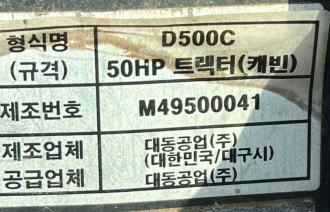 형식명 D500C
(규격) 50HP 트랙터(캐빈)
제조번호 M49500041
제조업체 대동공업(주)
(대한민국/대구시)
공급업체 대동공업(주)